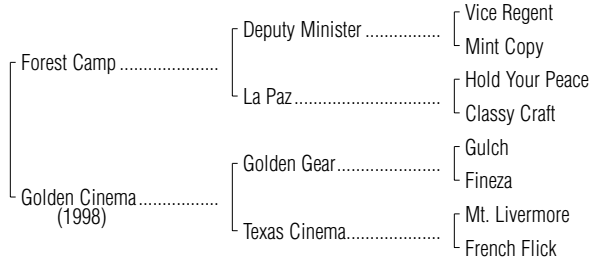 Vice Regent
Deputy Minister ..................
Mint Copy
Forest Camp .....................
Hold Your Peace
La Paz ...................................
Classy Craft
Gulch
Golden Gear .........................
Fineza
Golden Cinema .................
(1998)
Mt. Livermore
Texas Cinema ......................
French Flick